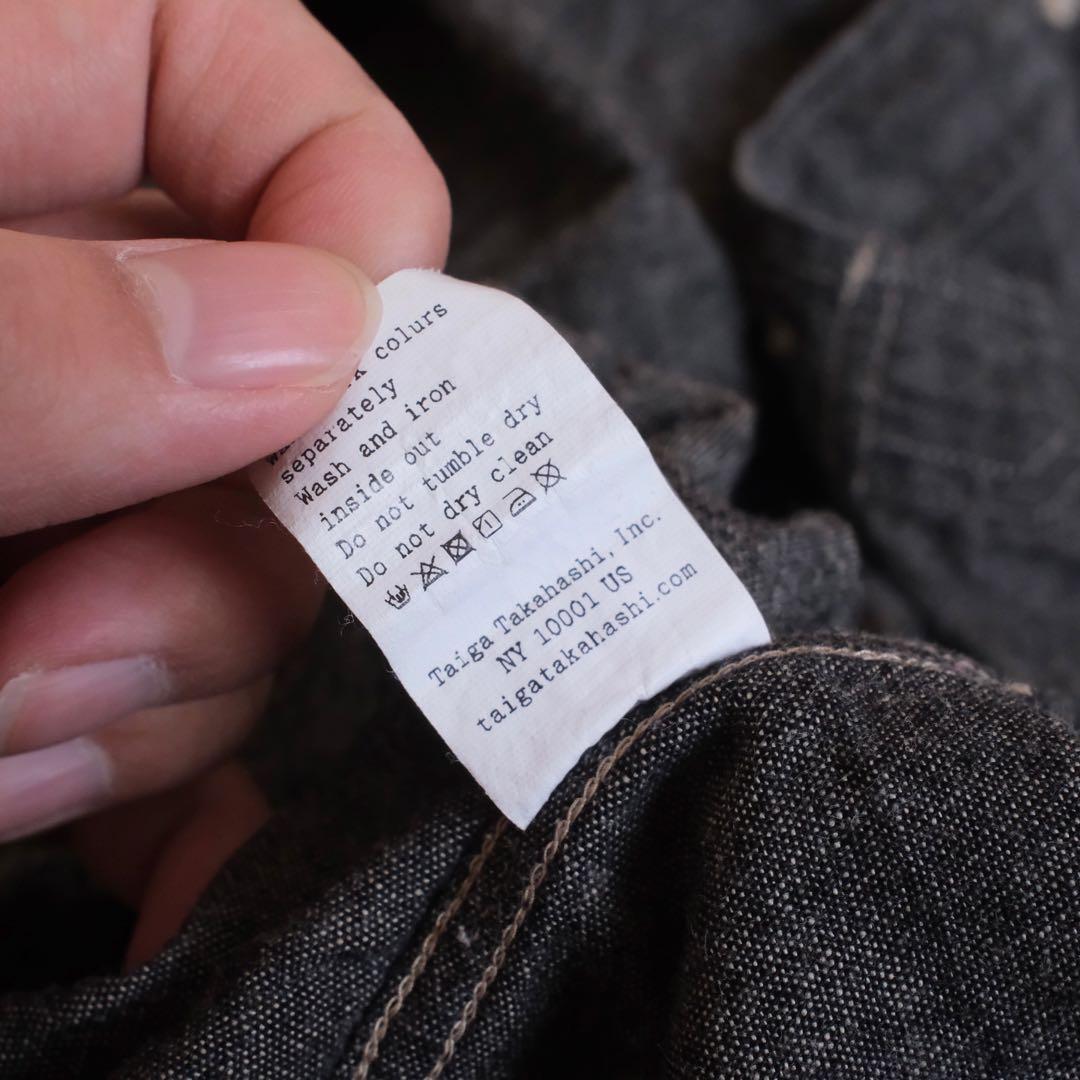 colurs
separately
Wash and iron
inside out
Do not tumble dry
Do not dry clean
1
Taiga Takahashi, Inc.
NY 10001 US
taigatakahashi.com